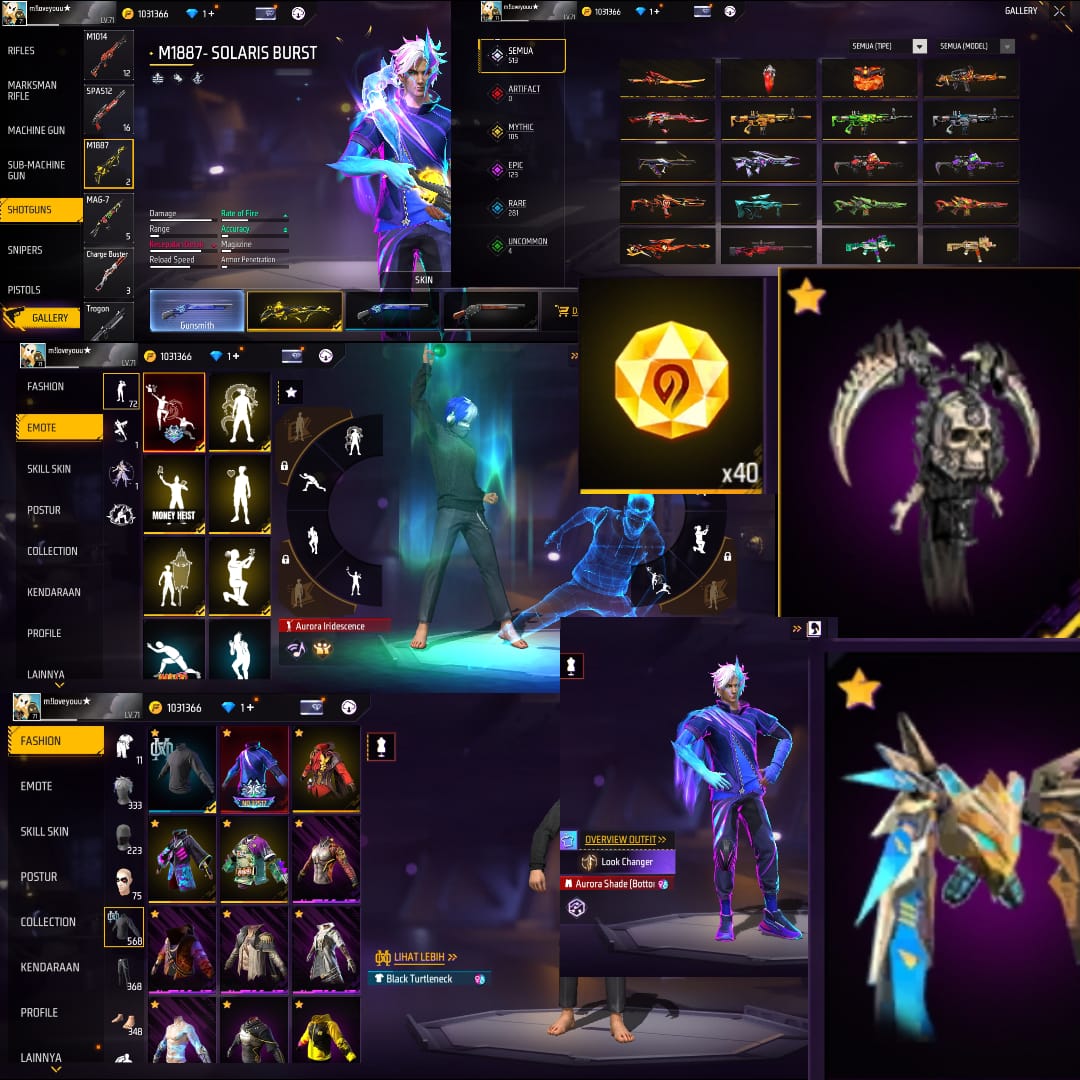 m!loveyouu★
LV.71
1031366
1+
RIFLES
MARKSMAN
RIFLE
MACHINE GUN
SUB-MACHINE
GUN
SHOTGUNS
SNIPERS
PISTOLS
GALLERY
M1014
12
SPAS12
16
M1887
2
MAG-7
5
Charge Buster
3
Trogon
M1887- SOLARIS BURST
Damage
Rate of Fire
Range
Accuracy
Magazine
Reload Speed
Armor Penetration
SKIN
Gunsmith
m!loveyouu★
LV.71
1031366
1+
GALLERY
SEMUA
513
ARTIFACT
0
MYTHIC
105
EPIC
123
RARE
281
UNCOMMON
4
SEMUA (TIPE)
SEMUA (MODEL)
x40
m!loveyouu★
LV.71
1031366
1+
FASHION
EMOTE
SKILL SKIN
POSTUR
COLLECTION
KENDARAAN
PROFILE
LAINNYA
72
1
1
MONEY HEIST
Aurora Iridescence
m!loveyouu★
LV.71
1031366
1+
FASHION
EMOTE
SKILL SKIN
POSTUR
COLLECTION
KENDARAAN
PROFILE
LAINNYA
11
333
223
75
568
368
348
LIHAT LEBIH >>
Black Turtleneck
OVERVIEW OUTFIT >>
Look Changer
Aurora Shade (Bottor